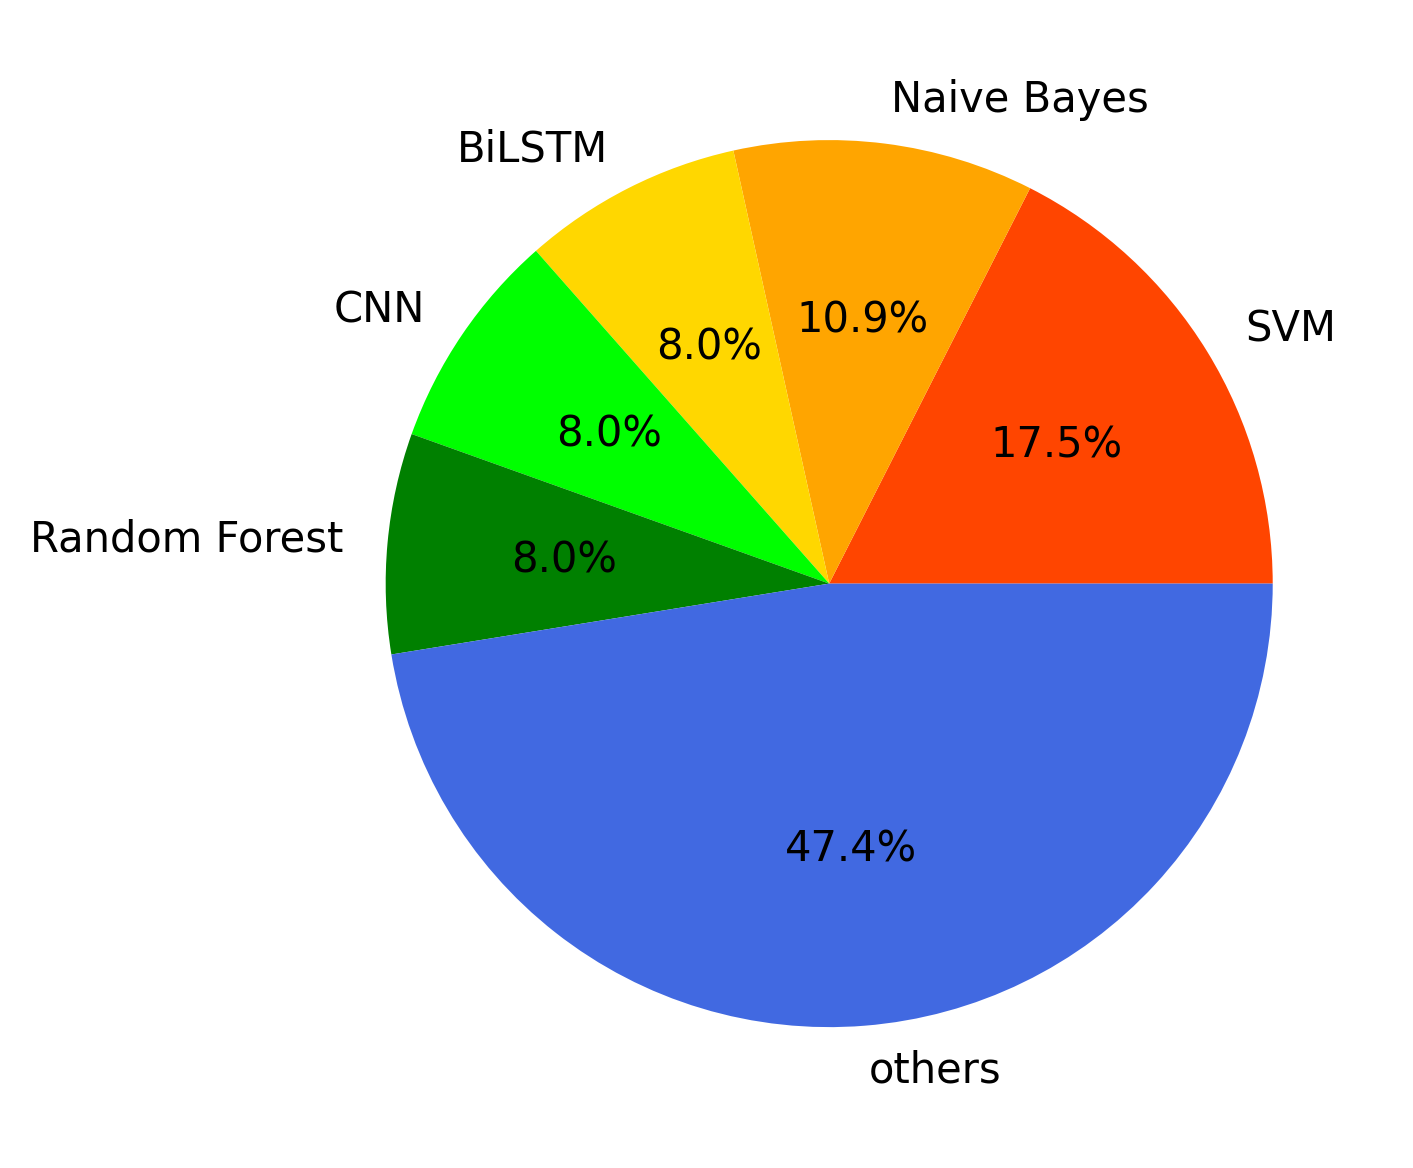 Naive Bayes
BiLSTM
CNN
SVM
10.9%
8.0%
8.0%
17.5%
Random Forest
8.0%
47.4%
others